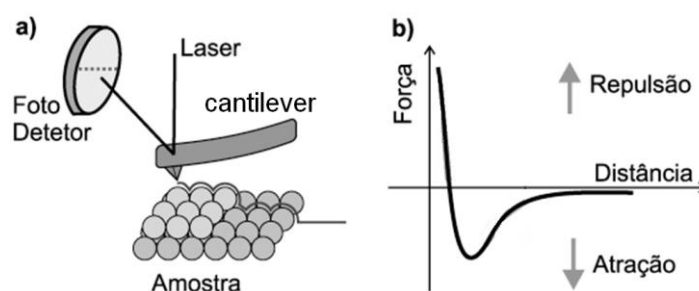 a)
Laser
Foto
Detetor
cantilever
Amostra
b)
Força
Repulsão
Distância
Atração